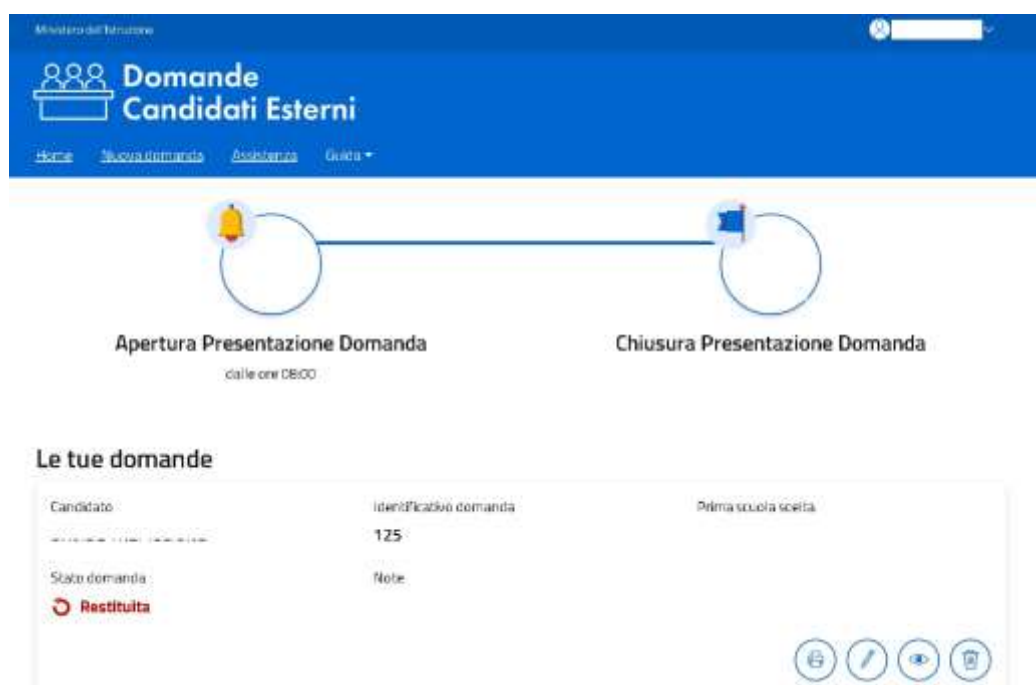 Ministero dell'Istruzione
Domande
Candidati Esterni
Home Nuova domanda Assistenza Guida
Apertura Presentazione Domanda
dalle ore 08:00
Chiusura Presentazione Domanda
Le tue domande
Candidato Identificativo domanda Prima scuola scelta
125
Stato domanda Note
Restituita